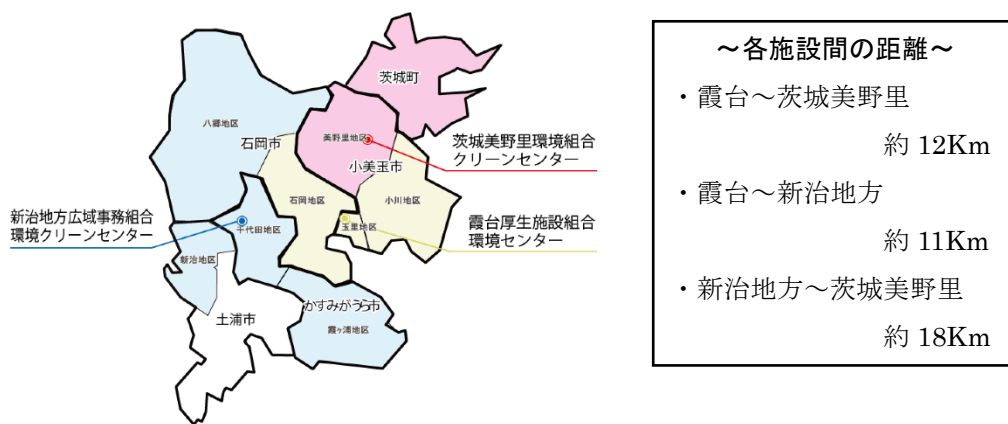 茨城町
八郷地区
石岡市
美野里地区
茨城美野里環境組合
クリーンセンター
小美玉市
石岡地区
小川地区
新治地方広域事務組合
環境クリーンセンター
千代田地区
玉里地区
霞台厚生施設組合
環境センター
新治地区
かすみがうら市
土浦市
霞ヶ浦地区
～各施設間の距離～
・霞台～茨城美野里
約 12Km
・霞台～新治地方
約 11Km
・新治地方～茨城美野里
約 18Km